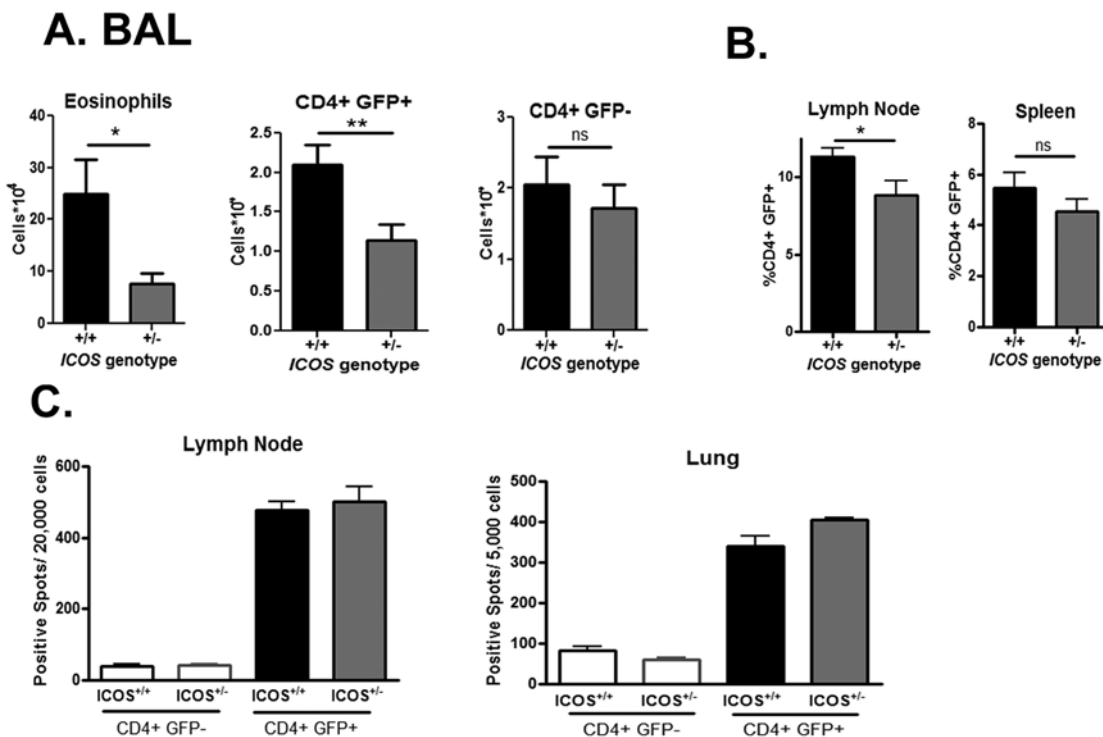 A. BAL
B.
Eosinophils
40
30
20
10
0
Cells*10⁴
*
+/+
+/-
ICOS genotype
CD4+ GFP+
2.5
2.0
1.5
1.0
0.5
0.0
**
+/+
+/-
ICOS genotype
CD4+ GFP-
3
2
1
0
ns
+/+
+/-
ICOS genotype
Lymph Node
10
5
0
%CD4+ GFP+
*
+/+
+/-
ICOS genotype
Spleen
8
6
4
2
0
%CD4+ GFP+
ns
+/+
+/-
ICOS genotype
C.
Lymph Node
600
400
200
0
Positive Spots/ 20,000 cells
ICOS+/+
ICOS+/-
ICOS+/+
ICOS+/-
CD4+ GFP-
CD4+ GFP+
Lung
500
400
300
200
100
0
Positive Spots/ 5,000 cells
ICOS+/+
ICOS+/-
ICOS+/+
ICOS+/-
CD4+ GFP-
CD4+ GFP+